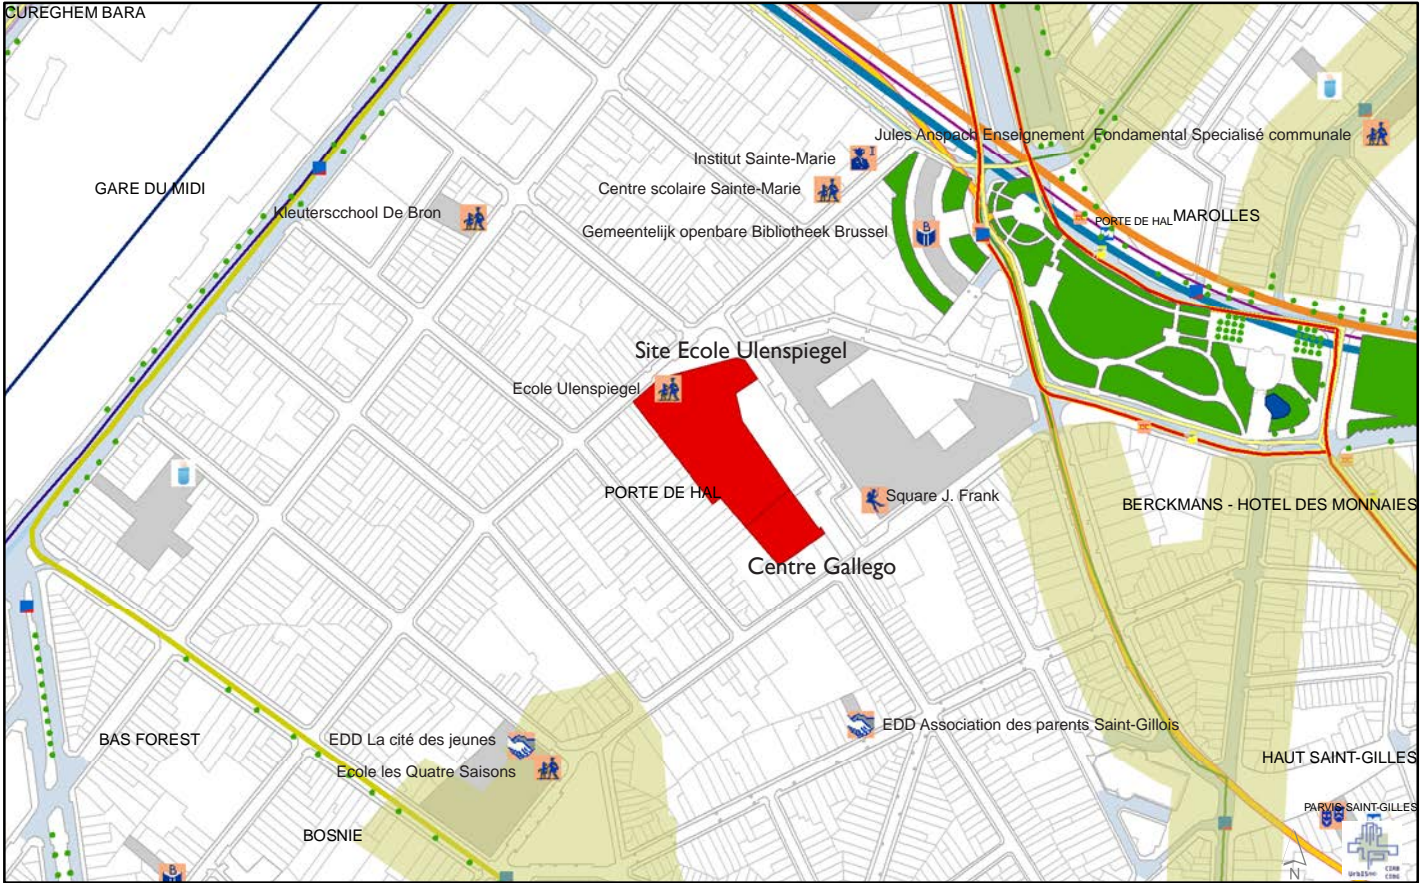 CUREGHEM BARA
Jules Anspach Enseignement Fondamental Specialisé communale
Institut Sainte-Marie
I
GARE DU MIDI
Centre scolaire Sainte-Marie
Kleuterscchool De Bron
PORTE DE HAL
MAROLLES
Gemeentelijk openbare Bibliotheek Brussel
B
Site Ecole Ulenspiegel
Ecole Ulenspiegel
PORTE DE HAL
Square J. Frank
BERCKMANS - HOTEL DES MONNAIES
Centre Gallego
EDD Association des parents Saint-Gillois
BAS FOREST
EDD La cité des jeunes
HAUT SAINT-GILLES
Ecole les Quatre Saisons
PARVIS SAINT-GILLES
BOSNIE
B
N
UrbIS
CIRB
CIBG